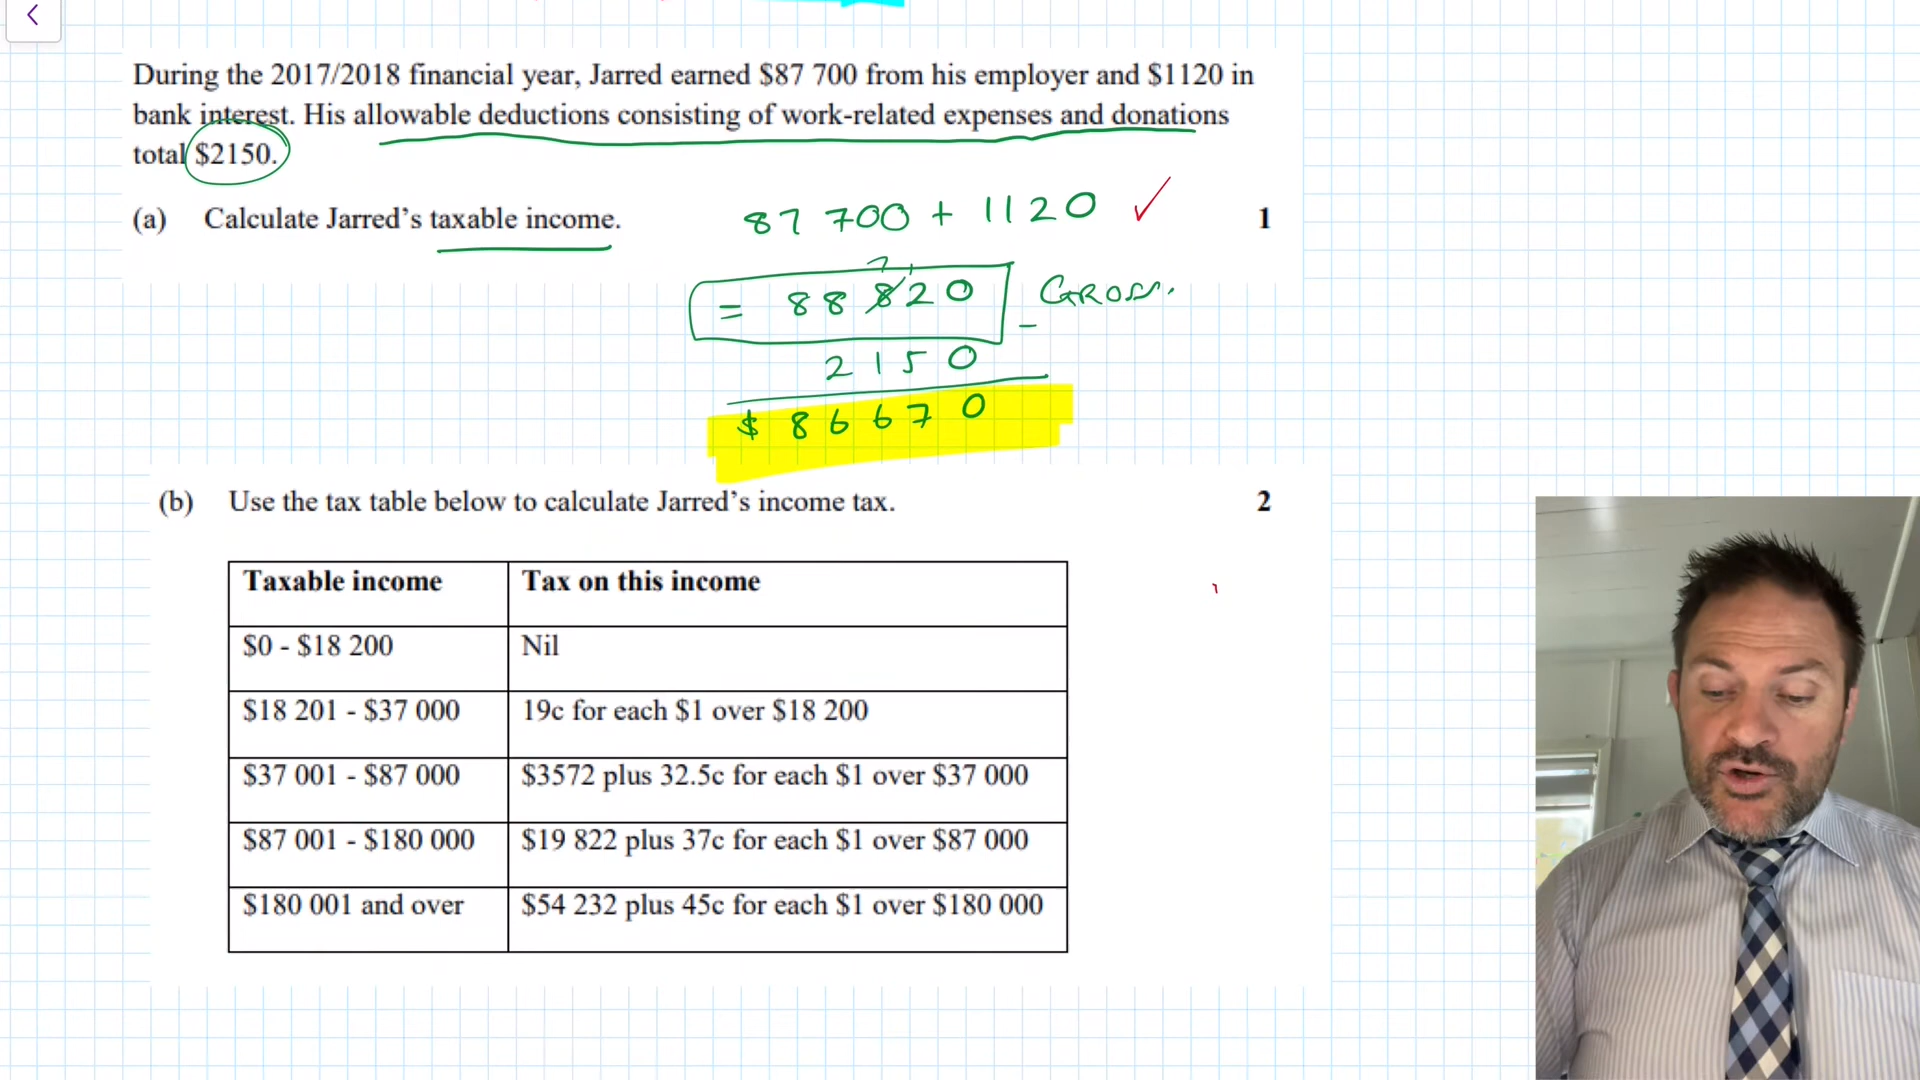 During the 2017/2018 financial year, Jarred earned $87 700 from his employer and $1120 in
bank interest. His allowable deductions consisting of work-related expenses and donations
total $2150.
(a) Calculate Jarred's taxable income. 1
87 700 + 1120
7 1
= 88 820 - Gross.
2150
$ 86670
(b) Use the tax table below to calculate Jarred's income tax. 2
Taxable income Tax on this income
$0 - $18 200 Nil
$18 201 - $37 000 19c for each $1 over $18 200
$37 001 - $87 000 $3572 plus 32.5c for each $1 over $37 000
$87 001 - $180 000 $19 822 plus 37c for each $1 over $87 000
$180 001 and over $54 232 plus 45c for each $1 over $180 000